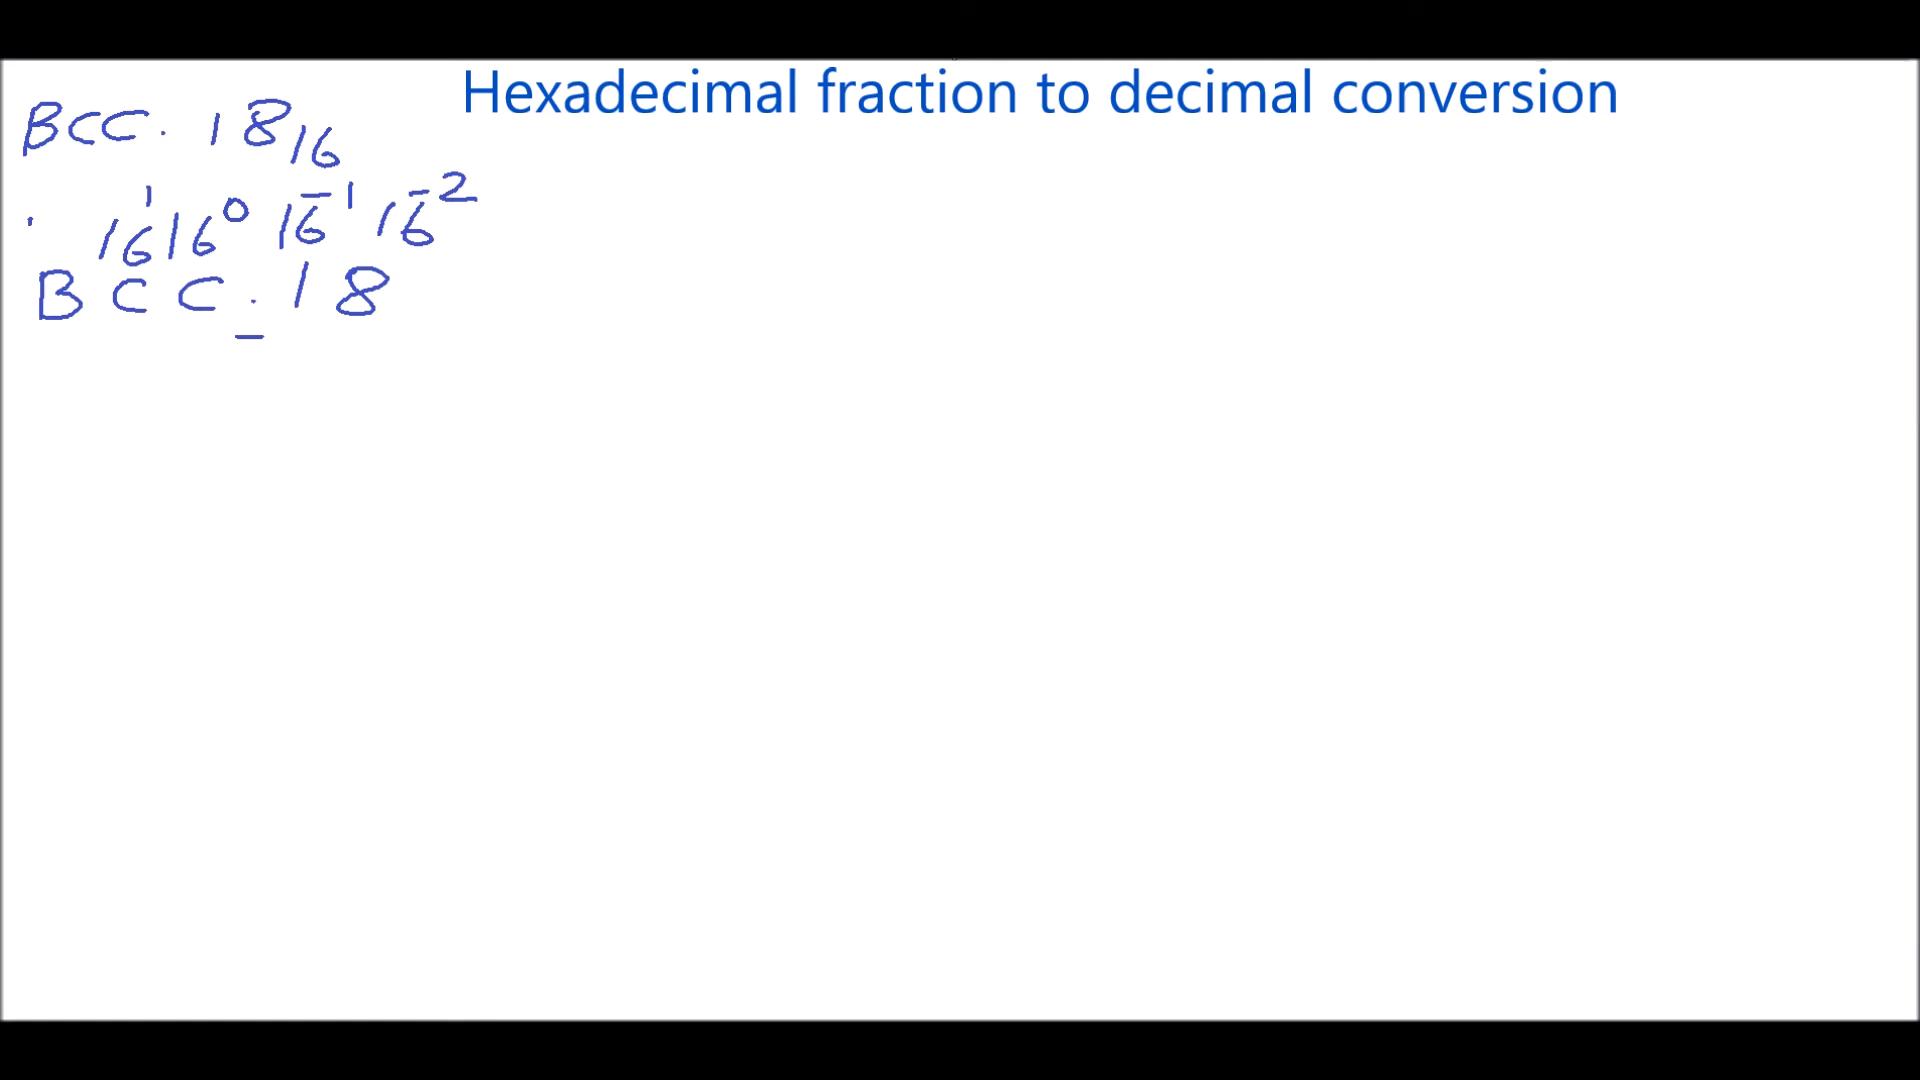 Hexadecimal fraction to decimal conversion
BCC. 18₁₆
16¹ 16⁰ 16⁻¹ 16⁻²
B C C . 1 8